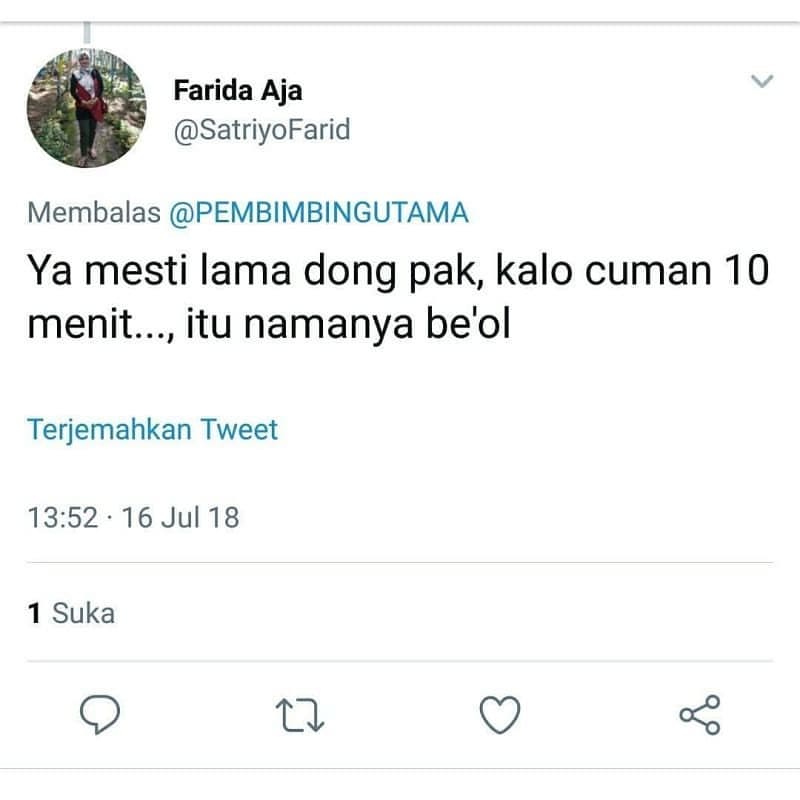 Farida Aja
@SatriyoFarid
Membalas @PEMBIMBINGUTAMA
Ya mesti lama dong pak, kalo cuman 10
menit..., itu namanya be'ol
Terjemahkan Tweet
13:52 · 16 Jul 18
1 Suka